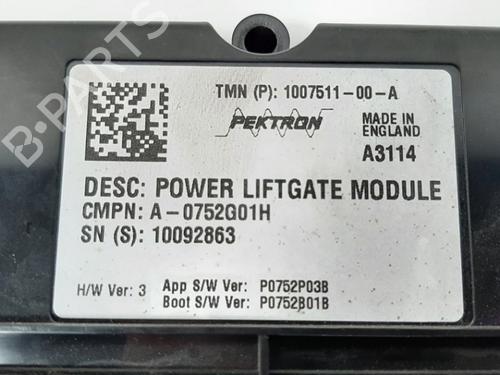 TMN (P): 1007511-00-A
PEKTRON
MADE IN
ENGLAND
A3114
DESC: POWER LIFTGATE MODULE
CMPN: A-0752G01H
SN (S): 10092863
H/W Ver: 3
App S/W Ver: P0752P03B
Boot S/W Ver: P0752B01B
B-Parts